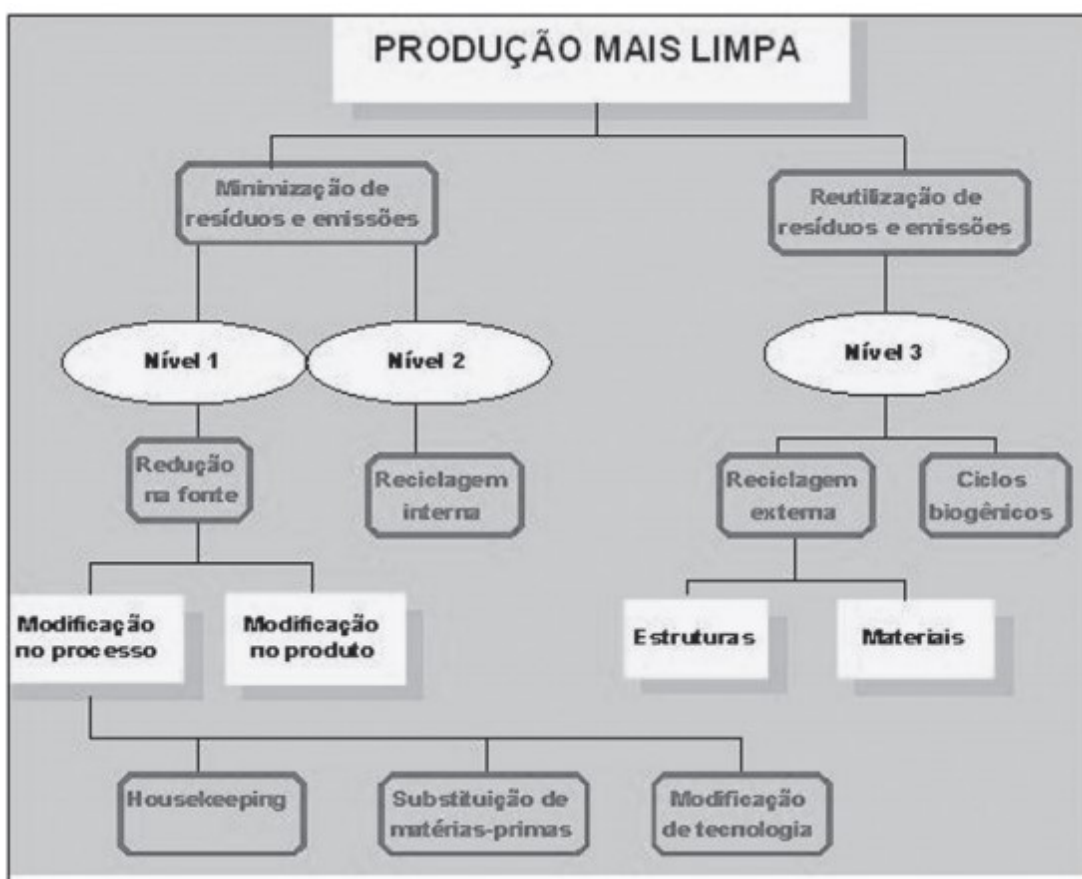 PRODUÇÃO MAIS LIMPA
Minimização de
resíduos e emissões
Reutilização de
resíduos e emissões
Nível 1
Nível 2
Nível 3
Redução
na fonte
Reciclagem
interna
Reciclagem
externa
Ciclos
biogênicos
Modificação
no processo
Modificação
no produto
Estruturas
Materiais
Housekeeping
Substituição de
matérias-primas
Modificação
de tecnologia